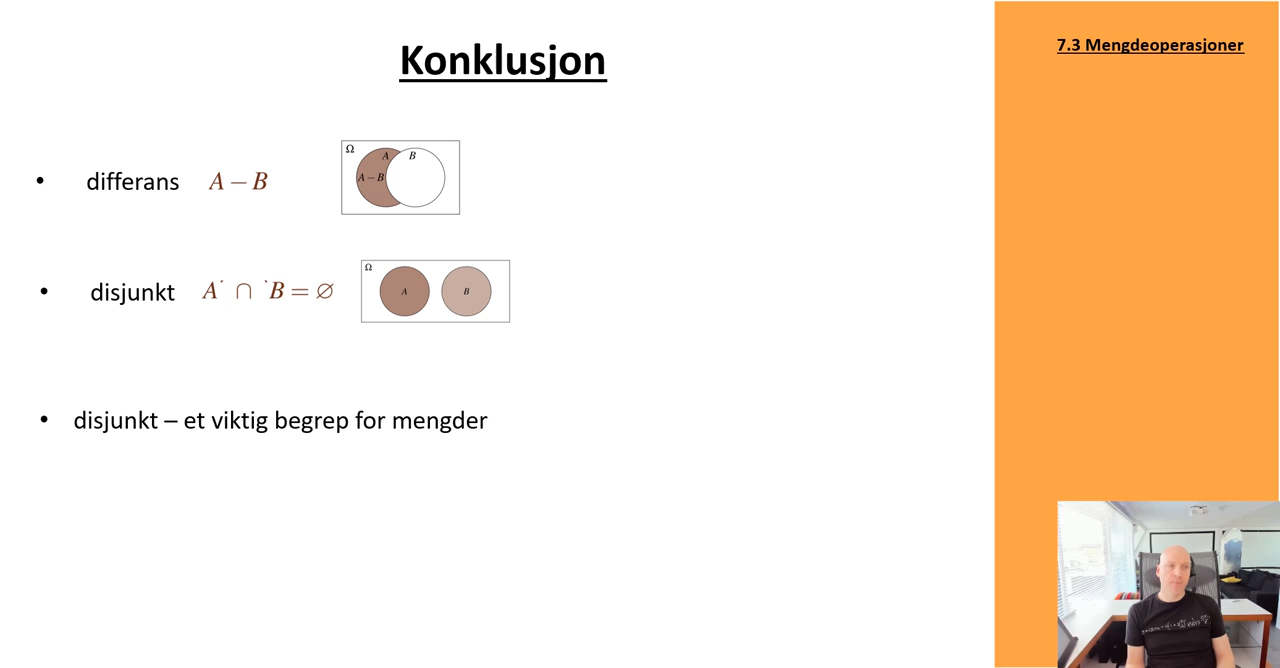 Konklusjon
7.3 Mengdeoperasjoner
• differans A − B
Ω A B
A − B
• disjunkt A ∩ B = ∅
Ω
A B
• disjunkt – et viktig begrep for mengder